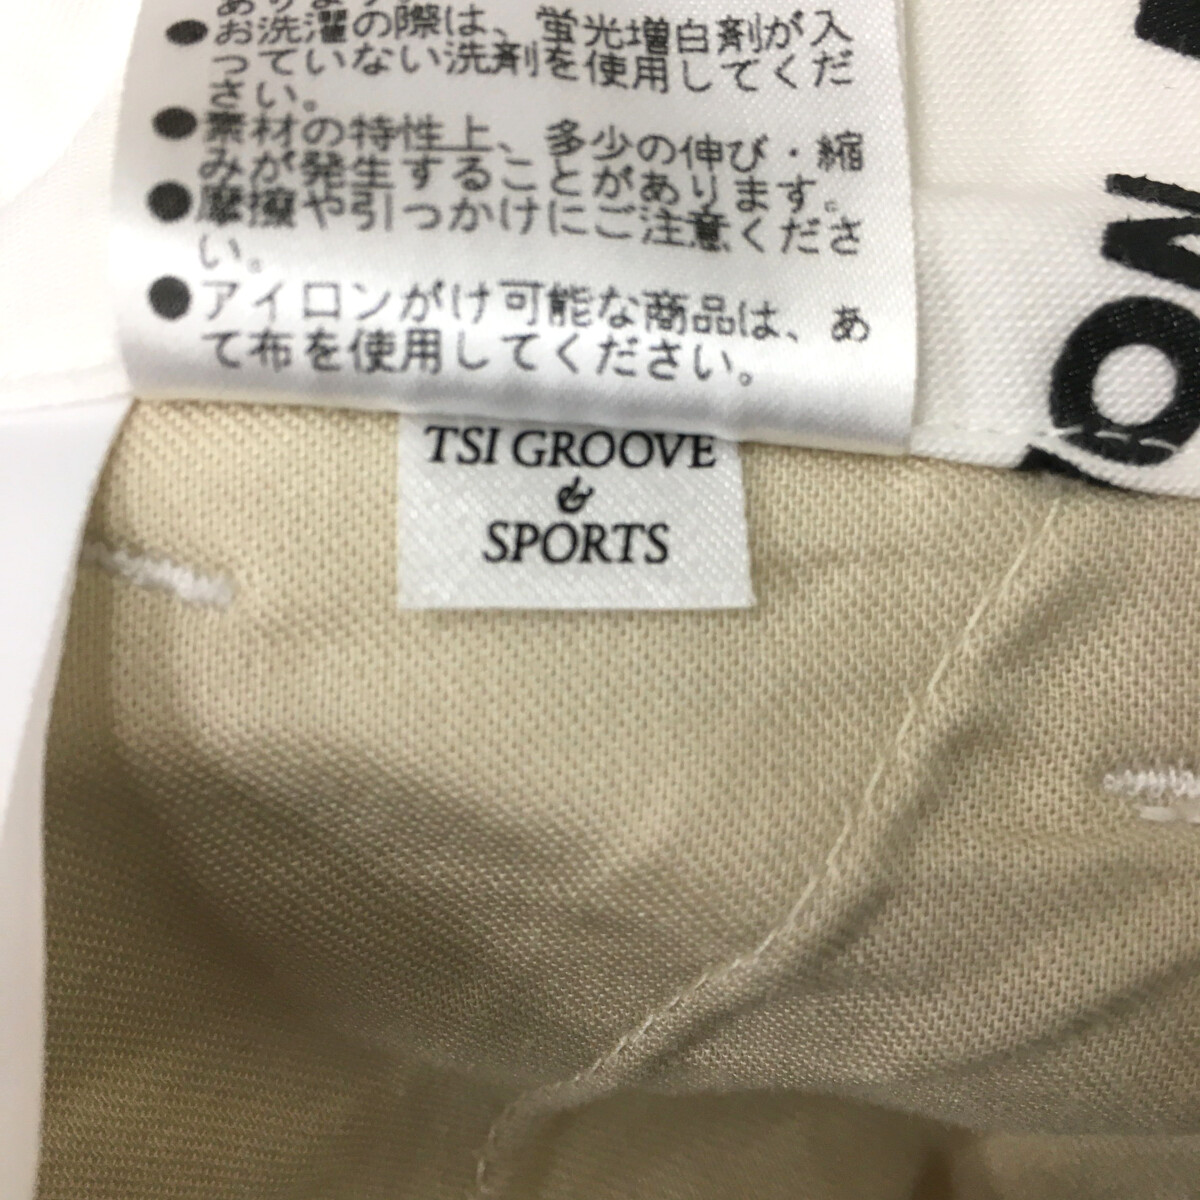 あります。
●お洗濯の際は、蛍光増白剤が入
っていない洗剤を使用してくだ
さい。
●素材の特性上、多少の伸び・縮
みが発生することがあります。
●摩擦や引っかけにご注意くださ
い。
●アイロンがけ可能な商品は、あ
て布を使用してください。
TSI GROOVE
&
SPORTS